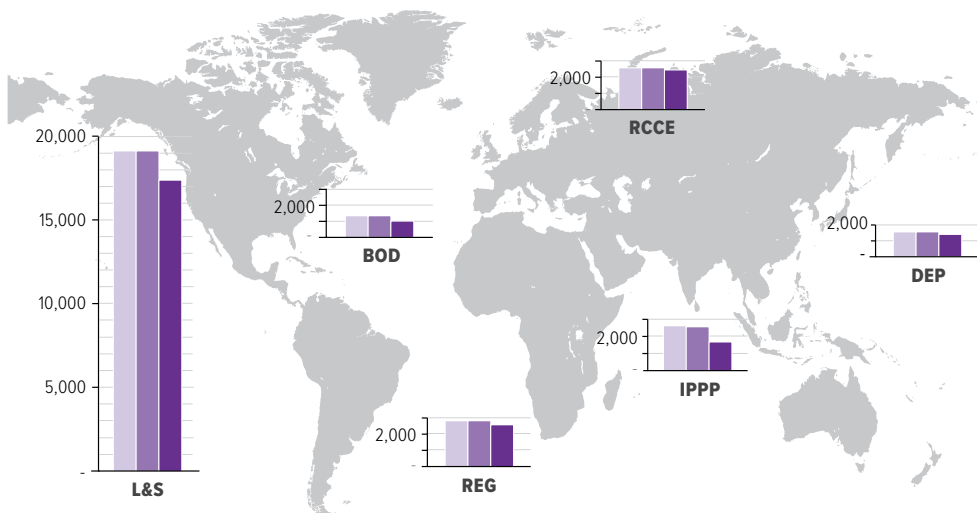 2,000
-
RCCE
20,000
15,000
10,000
5,000
-
L&S
2,000
-
BOD
2,000
-
DEP
2,000
-
IPPP
2,000
-
REG